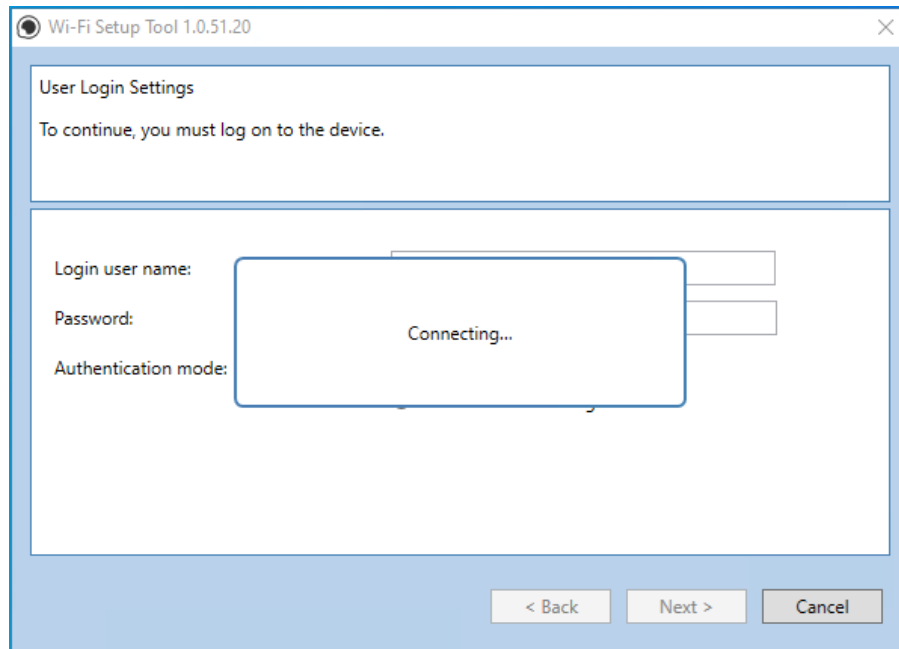 Wi-Fi Setup Tool 1.0.51.20
User Login Settings
To continue, you must log on to the device.
Login user name:
Password:
Connecting...
Authentication mode:
< Back Next > Cancel